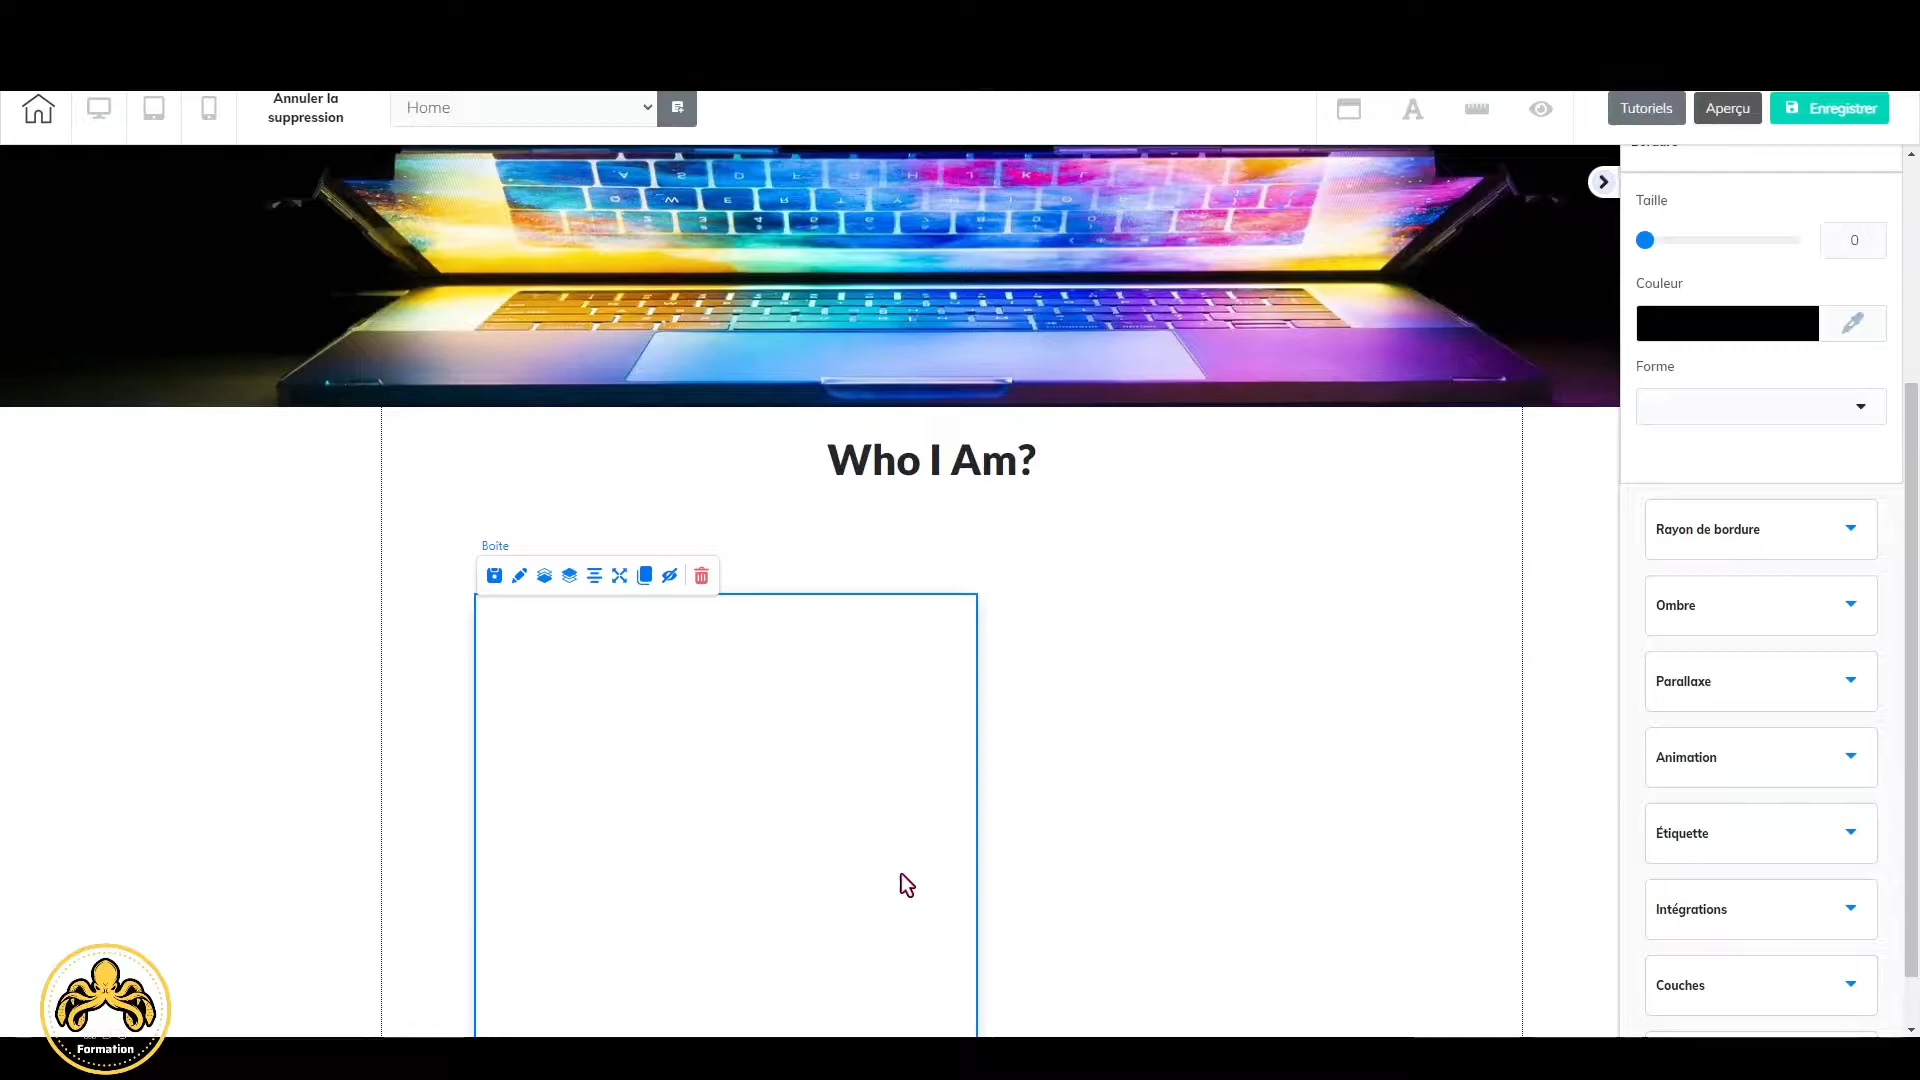 Annuler la
suppression
Home
Tutoriels
Aperçu
Enregistrer
Taille
0
Couleur
Forme
Who I Am?
Boîte
Rayon de bordure
Ombre
Parallaxe
Animation
Étiquette
Intégrations
Couches
Formation